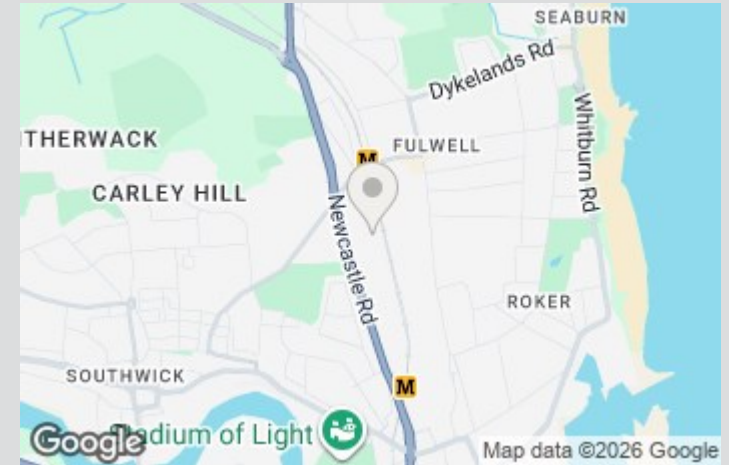 SEABURN
Dykelands Rd
THERWACK
FULWELL
M
Whitburn Rd
CARLEY HILL
Newcastle Rd
ROKER
SOUTHWICK
M
Stadium of Light
Google
Map data ©2026 Google